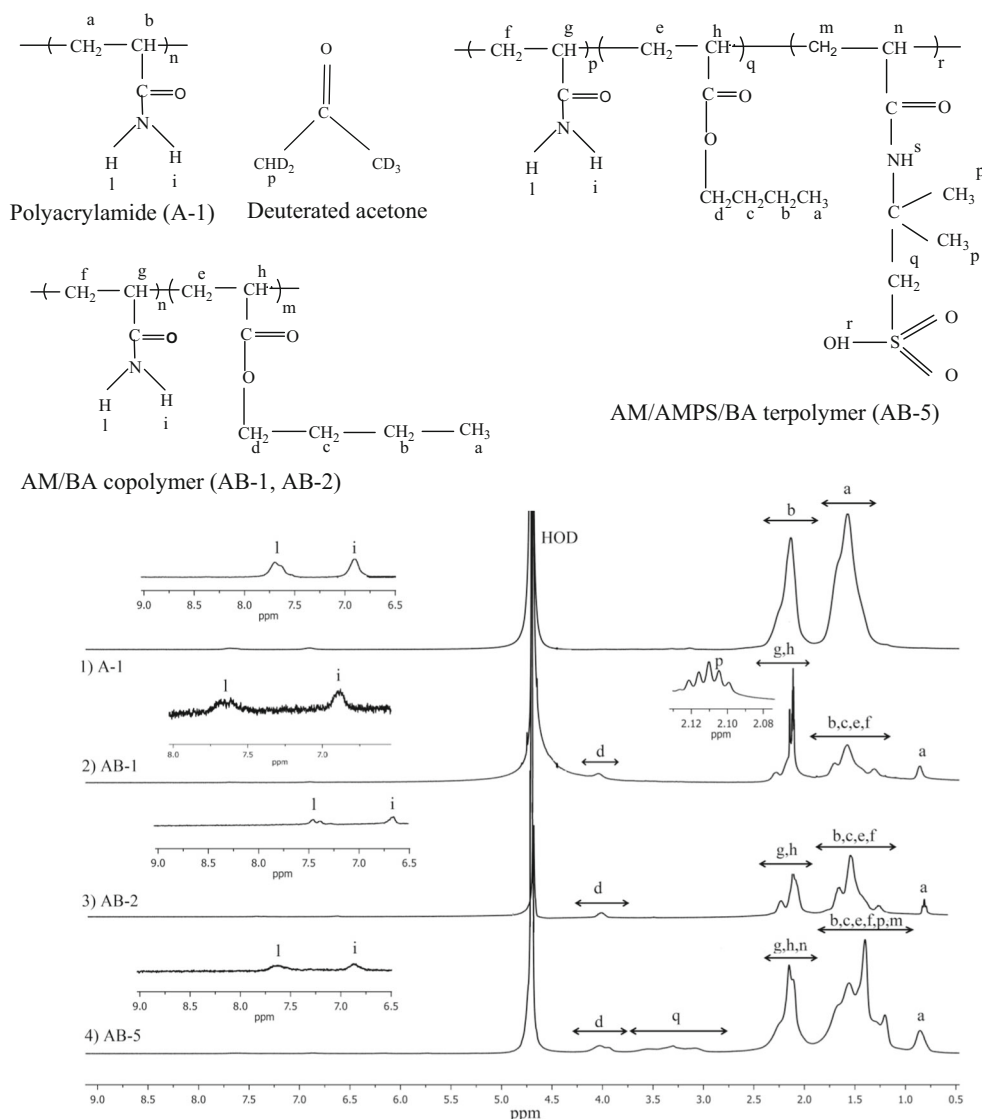 a b
CH2 CH
n
C=O
N
H H
l i
Polyacrylamide (A-1)
O
C
CHD2 CD3
p
Deuterated acetone
f g e h m n
CH2 CH CH2 CH CH2 CH
p q r
C=O C=O C=O
N O NH s
H H
l i
CH2CH2CH2CH3
d c b a
p
CH3
C
CH3
p
q
CH2
r
OH S O
O
AM/AMPS/BA terpolymer (AB-5)
f g e h
CH2 CH CH2 CH
n m
C=O C=O
N O
H H
l i
CH2 CH2 CH2 CH3
d c b a
AM/BA copolymer (AB-1, AB-2)
l i
9.0 8.5 8.0 7.5 7.0 6.5
ppm
HOD
b a
1) A-1
l i
8.0 7.5 7.0
ppm
p
2.12 2.10 2.08
ppm
d
g,h
b,c,e,f
a
2) AB-1
l i
9.0 8.5 8.0 7.5 7.0 6.5
ppm
d
g,h
b,c,e,f
a
3) AB-2
l i
9.0 8.5 8.0 7.5 7.0 6.5
ppm
d q
g,h,n
b,c,e,f,p,m
a
4) AB-5
9.0 8.5 8.0 7.5 7.0 6.5 6.0 5.5 5.0 4.5 4.0 3.5 3.0 2.5 2.0 1.5 1.0 0.5
ppm